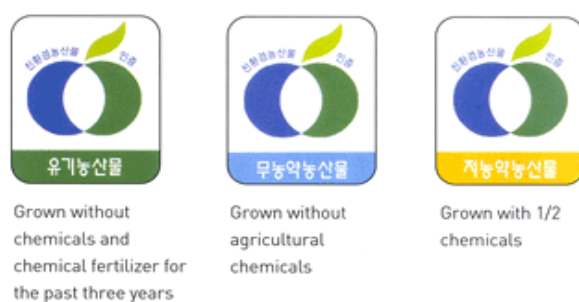 친환경농산물 인증
유기농산물
Grown without
chemicals and
chemical fertilizer for
the past three years
친환경농산물 인증
무농약농산물
Grown without
agricultural
chemicals
친환경농산물 인증
저농약농산물
Grown with 1/2
chemicals